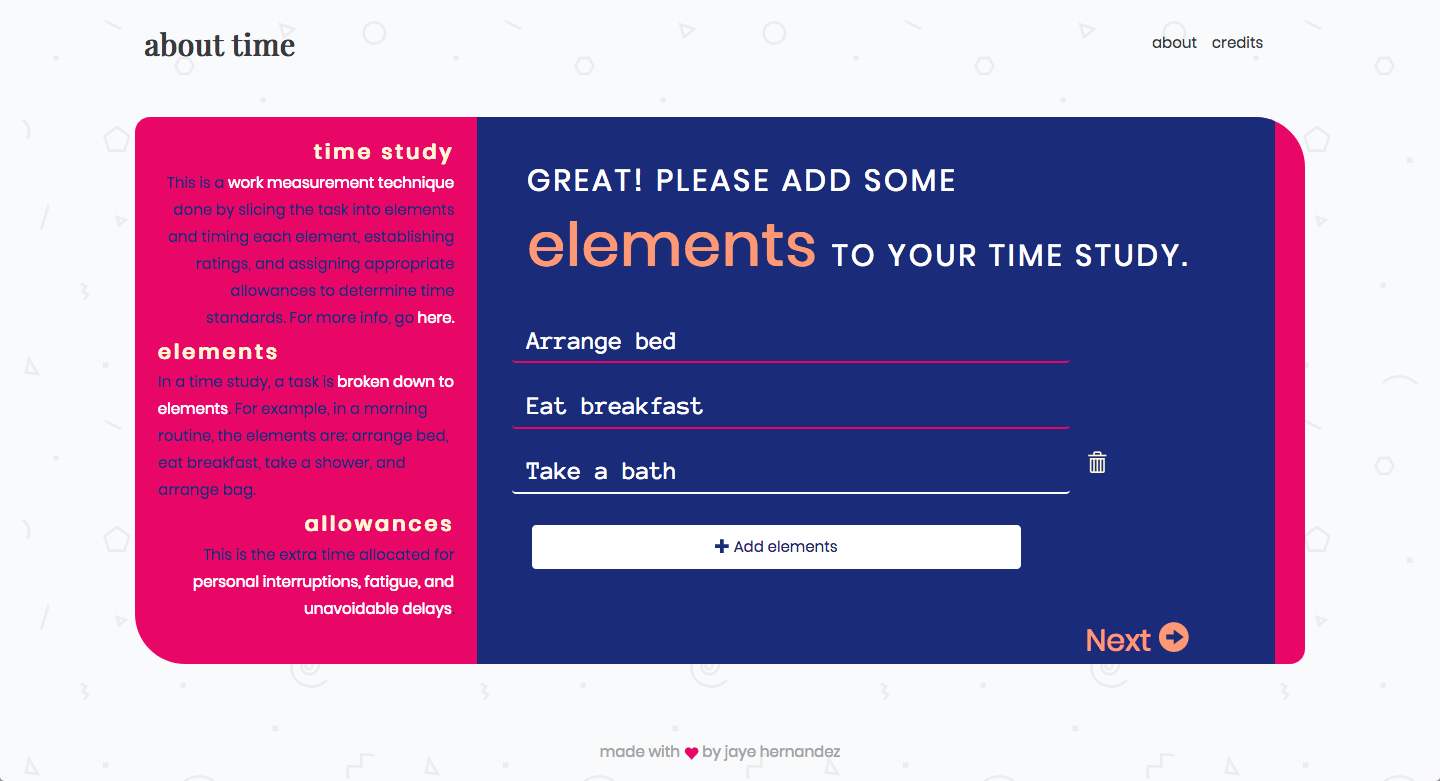 about time
about credits
time study
This is a work measurement technique
done by slicing the task into elements
and timing each element, establishing
ratings, and assigning appropriate
allowances to determine time
standards. For more info, go here.
elements
In a time study, a task is broken down to
elements. For example, in a morning
routine, the elements are: arrange bed,
eat breakfast, take a shower, and
arrange bag.
allowances
This is the extra time allocated for
personal interruptions, fatigue, and
unavoidable delays.
GREAT! PLEASE ADD SOME
elements TO YOUR TIME STUDY.
Arrange bed
Eat breakfast
Take a bath
Add elements
Next
made with ❤ by jaye hernandez